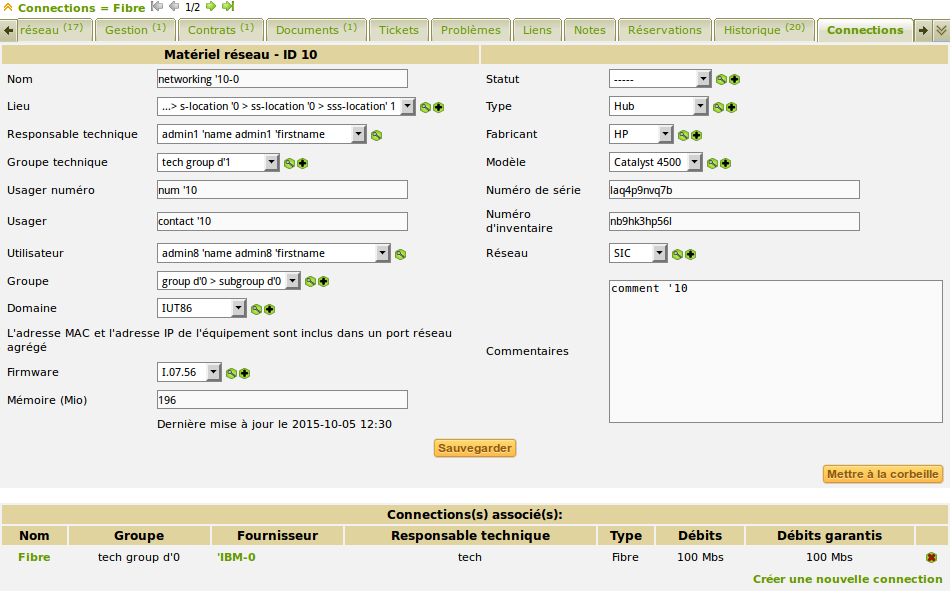 Connections = Fibre 1/2
réseau (17) Gestion (1) Contrats (1) Documents (1) Tickets Problèmes Liens Notes Réservations Historique (20) Connections
Matériel réseau - ID 10
Nom networking '10-0 Statut -----
Lieu ...> s-location '0 > ss-location '0 > sss-location' 1 Type Hub
Responsable technique admin1 'name admin1 'firstname Fabricant HP
Groupe technique tech group d'1 Modèle Catalyst 4500
Usager numéro num '10 Numéro de série laq4p9nvq7b
Usager contact '10 Numéro d'inventaire nb9hk3hp56l
Utilisateur admin8 'name admin8 'firstname Réseau SIC
Groupe group d'0 > subgroup d'0
Domaine IUT86
Commentaires comment '10
L'adresse MAC et l'adresse IP de l'équipement sont inclus dans un port réseau
agrégé
Firmware I.07.56
Mémoire (Mio) 196
Dernière mise à jour le 2015-10-05 12:30
Sauvegarder
Mettre à la corbeille
Connections(s) associé(s):
Nom Groupe Fournisseur Responsable technique Type Débits Débits garantis
Fibre tech group d'0 'IBM-0 tech Fibre 100 Mbs 100 Mbs
Créer une nouvelle connection